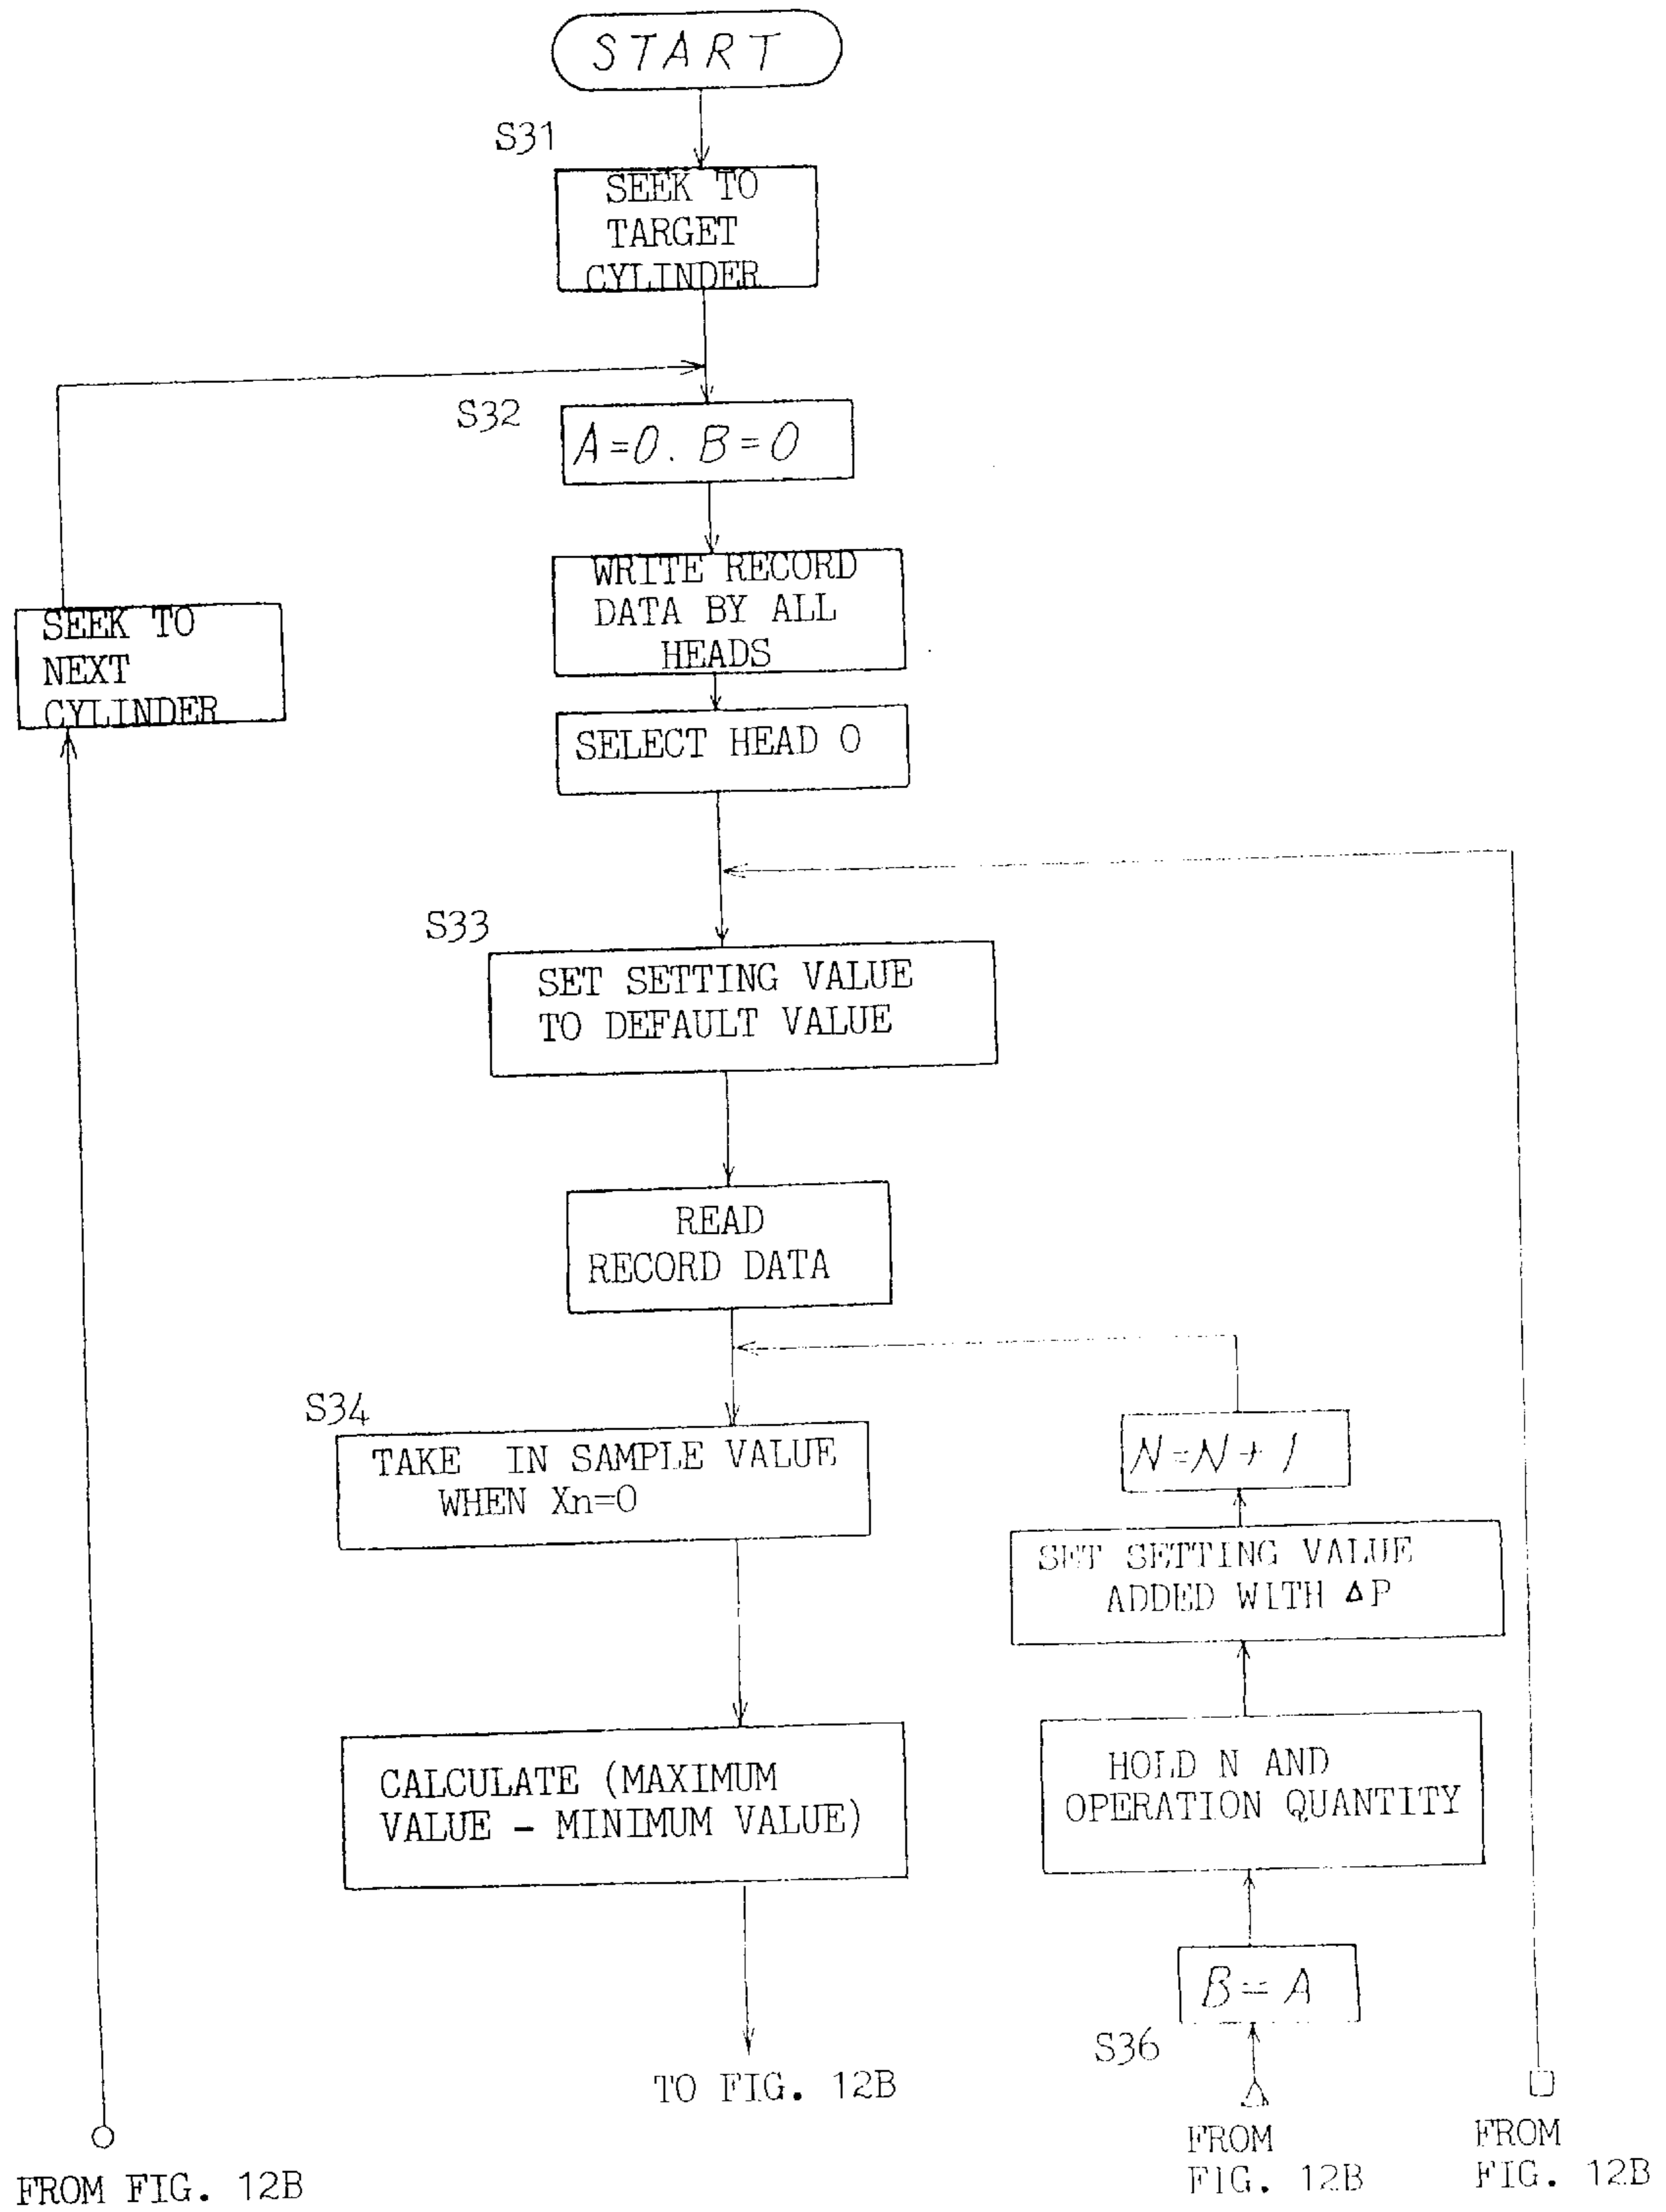 START
S31
SEEK TO
TARGET
CYLINDER
S32
A=0. B=0
WRITE RECORD
DATA BY ALL
HEADS
SEEK TO
NEXT
CYLINDER
SELECT HEAD 0
S33
SET SETTING VALUE
TO DEFAULT VALUE
READ
RECORD DATA
S34
TAKE IN SAMPLE VALUE
WHEN Xn=0
N=N+1
SET SETTING VALUE
ADDED WITH ΔP
CALCULATE (MAXIMUM
VALUE - MINIMUM VALUE)
HOLD N AND
OPERATION QUANTITY
B=A
S36
TO FIG. 12B
FROM FIG. 12B
FROM
FIG. 12B
FROM
FIG. 12B